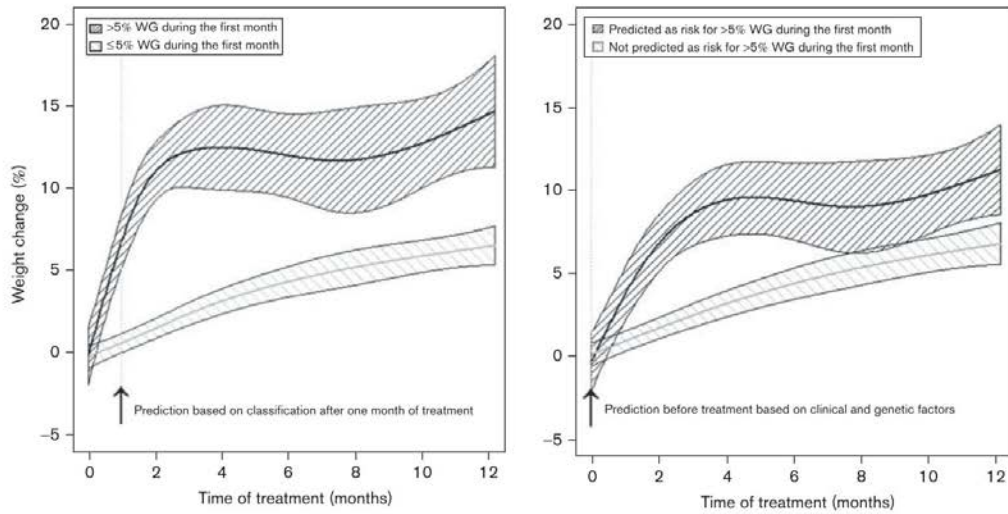 >5% WG during the first month
≤5% WG during the first month
20
15
10
5
0
−5
Weight change (%)
Prediction based on classification after one month of treatment
0 2 4 6 8 10 12
Time of treatment (months)
Predicted as risk for >5% WG during the first month
Not predicted as risk for >5% WG during the first month
20
15
10
5
0
−5
Prediction before treatment based on clinical and genetic factors
0 2 4 6 8 10 12
Time of treatment (months)